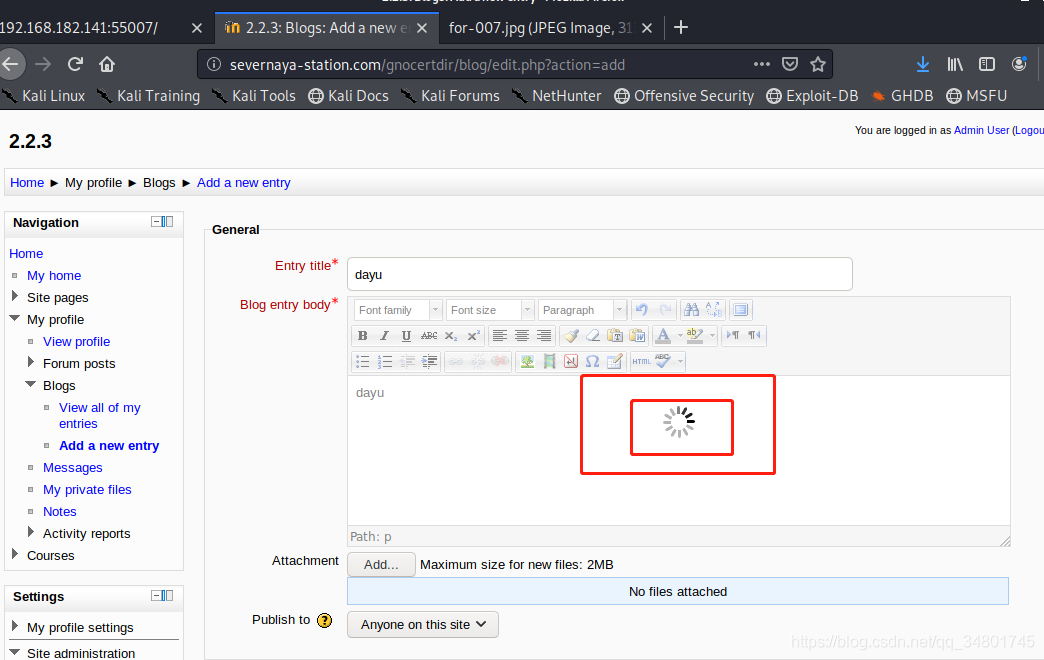 192.168.182.141:55007/
2.2.3: Blogs: Add a new e
for-007.jpg (JPEG Image, 31
severnaya-station.com/gnocertdir/blog/edit.php?action=add
Kali Linux Kali Training Kali Tools Kali Docs Kali Forums NetHunter Offensive Security Exploit-DB GHDB MSFU
You are logged in as Admin User (Logou
2.2.3
Home ► My profile ► Blogs ► Add a new entry
Navigation
Home
My home
Site pages
My profile
View profile
Forum posts
Blogs
View all of my
entries
Add a new entry
Messages
My private files
Notes
Activity reports
Courses
Settings
My profile settings
Site administration
General
Entry title*
dayu
Blog entry body*
Font family Font size Paragraph
B I U ABC x₂ x²
HTML ABC
dayu
Path: p
Attachment
Add... Maximum size for new files: 2MB
No files attached
Publish to ?
Anyone on this site
https://blog.csdn.net/qq_34801745